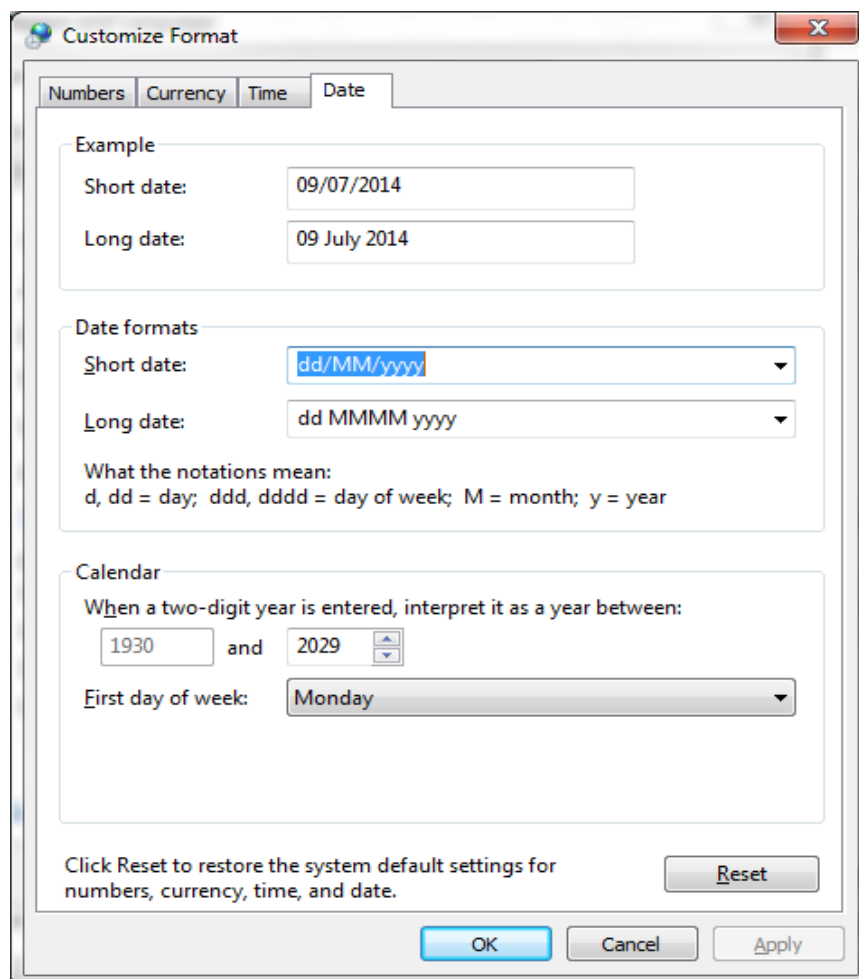 Customize Format
X
Numbers Currency Time Date
Example
Short date: 09/07/2014
Long date: 09 July 2014
Date formats
Short date: dd/MM/yyyy
Long date: dd MMMM yyyy
What the notations mean:
d, dd = day; ddd, dddd = day of week; M = month; y = year
Calendar
When a two-digit year is entered, interpret it as a year between:
1930 and 2029
First day of week: Monday
Click Reset to restore the system default settings for
numbers, currency, time, and date.
Reset
OK Cancel Apply